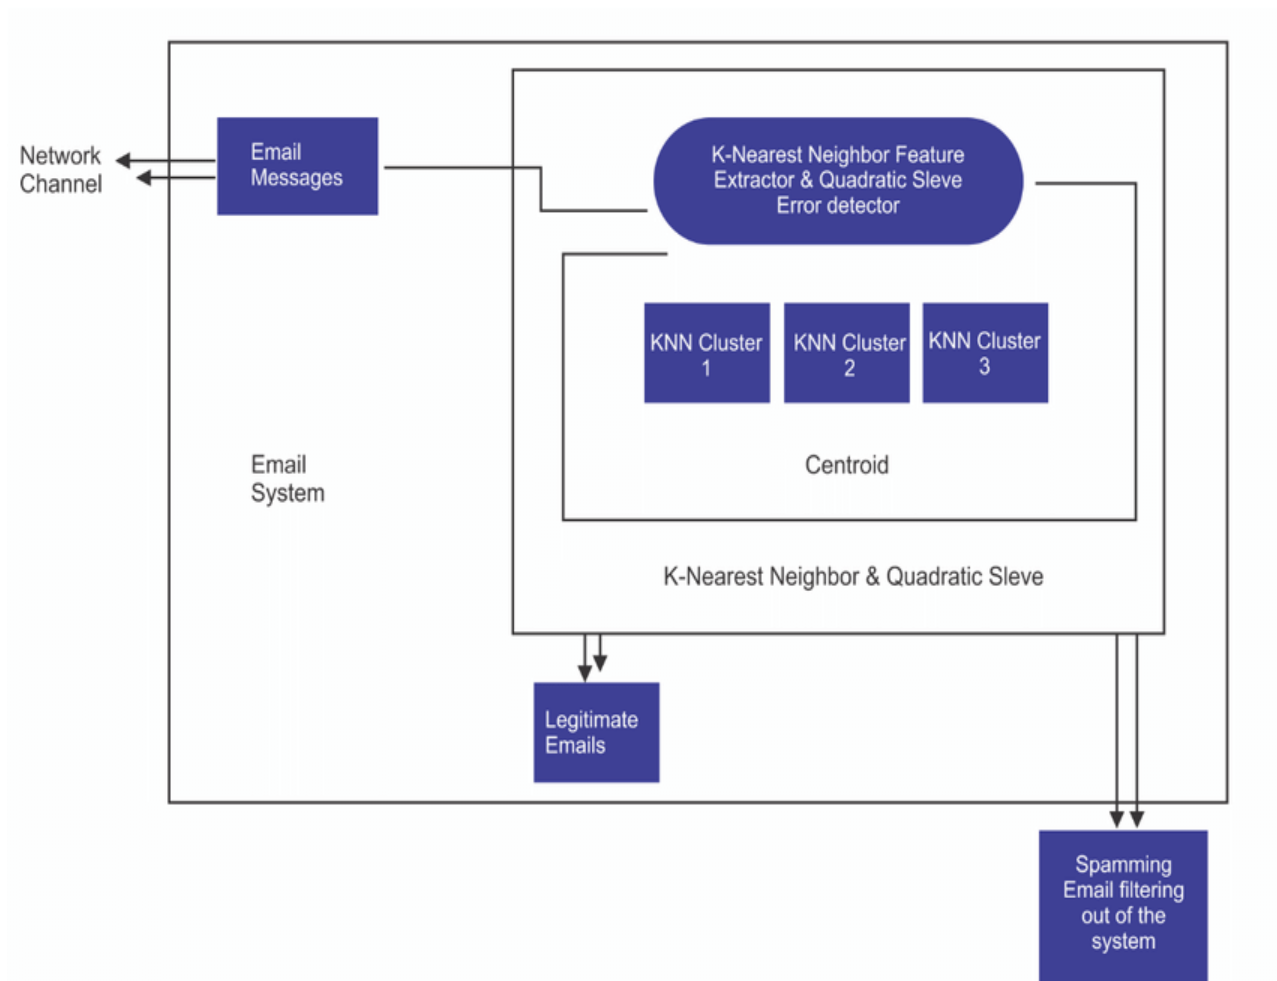 Network
Channel
Email
Messages
K-Nearest Neighbor Feature
Extractor & Quadratic Sleve
Error detector
KNN Cluster
1
KNN Cluster
2
KNN Cluster
3
Email
System
Centroid
K-Nearest Neighbor & Quadratic Sleve
Legitimate
Emails
Spamming
Email filtering
out of the
system